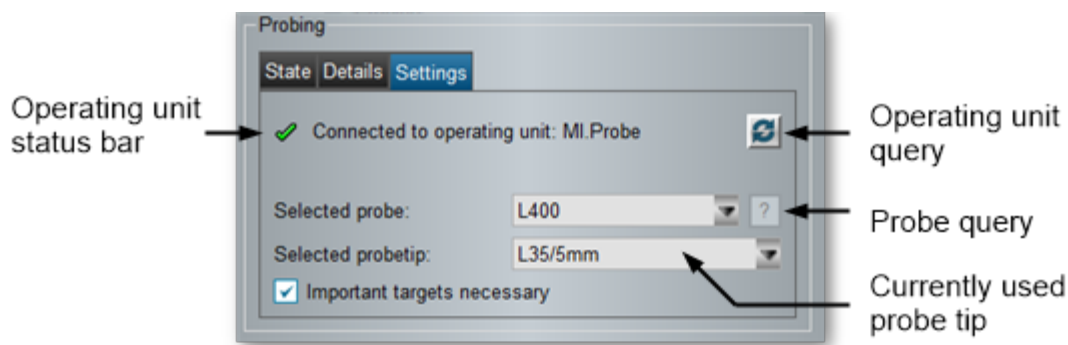 Probing
State Details Settings
Operating unit
status bar
Connected to operating unit: MI.Probe
Operating unit
query
Selected probe:
L400
?
Probe query
Selected probetip:
L35/5mm
Important targets necessary
Currently used
probe tip